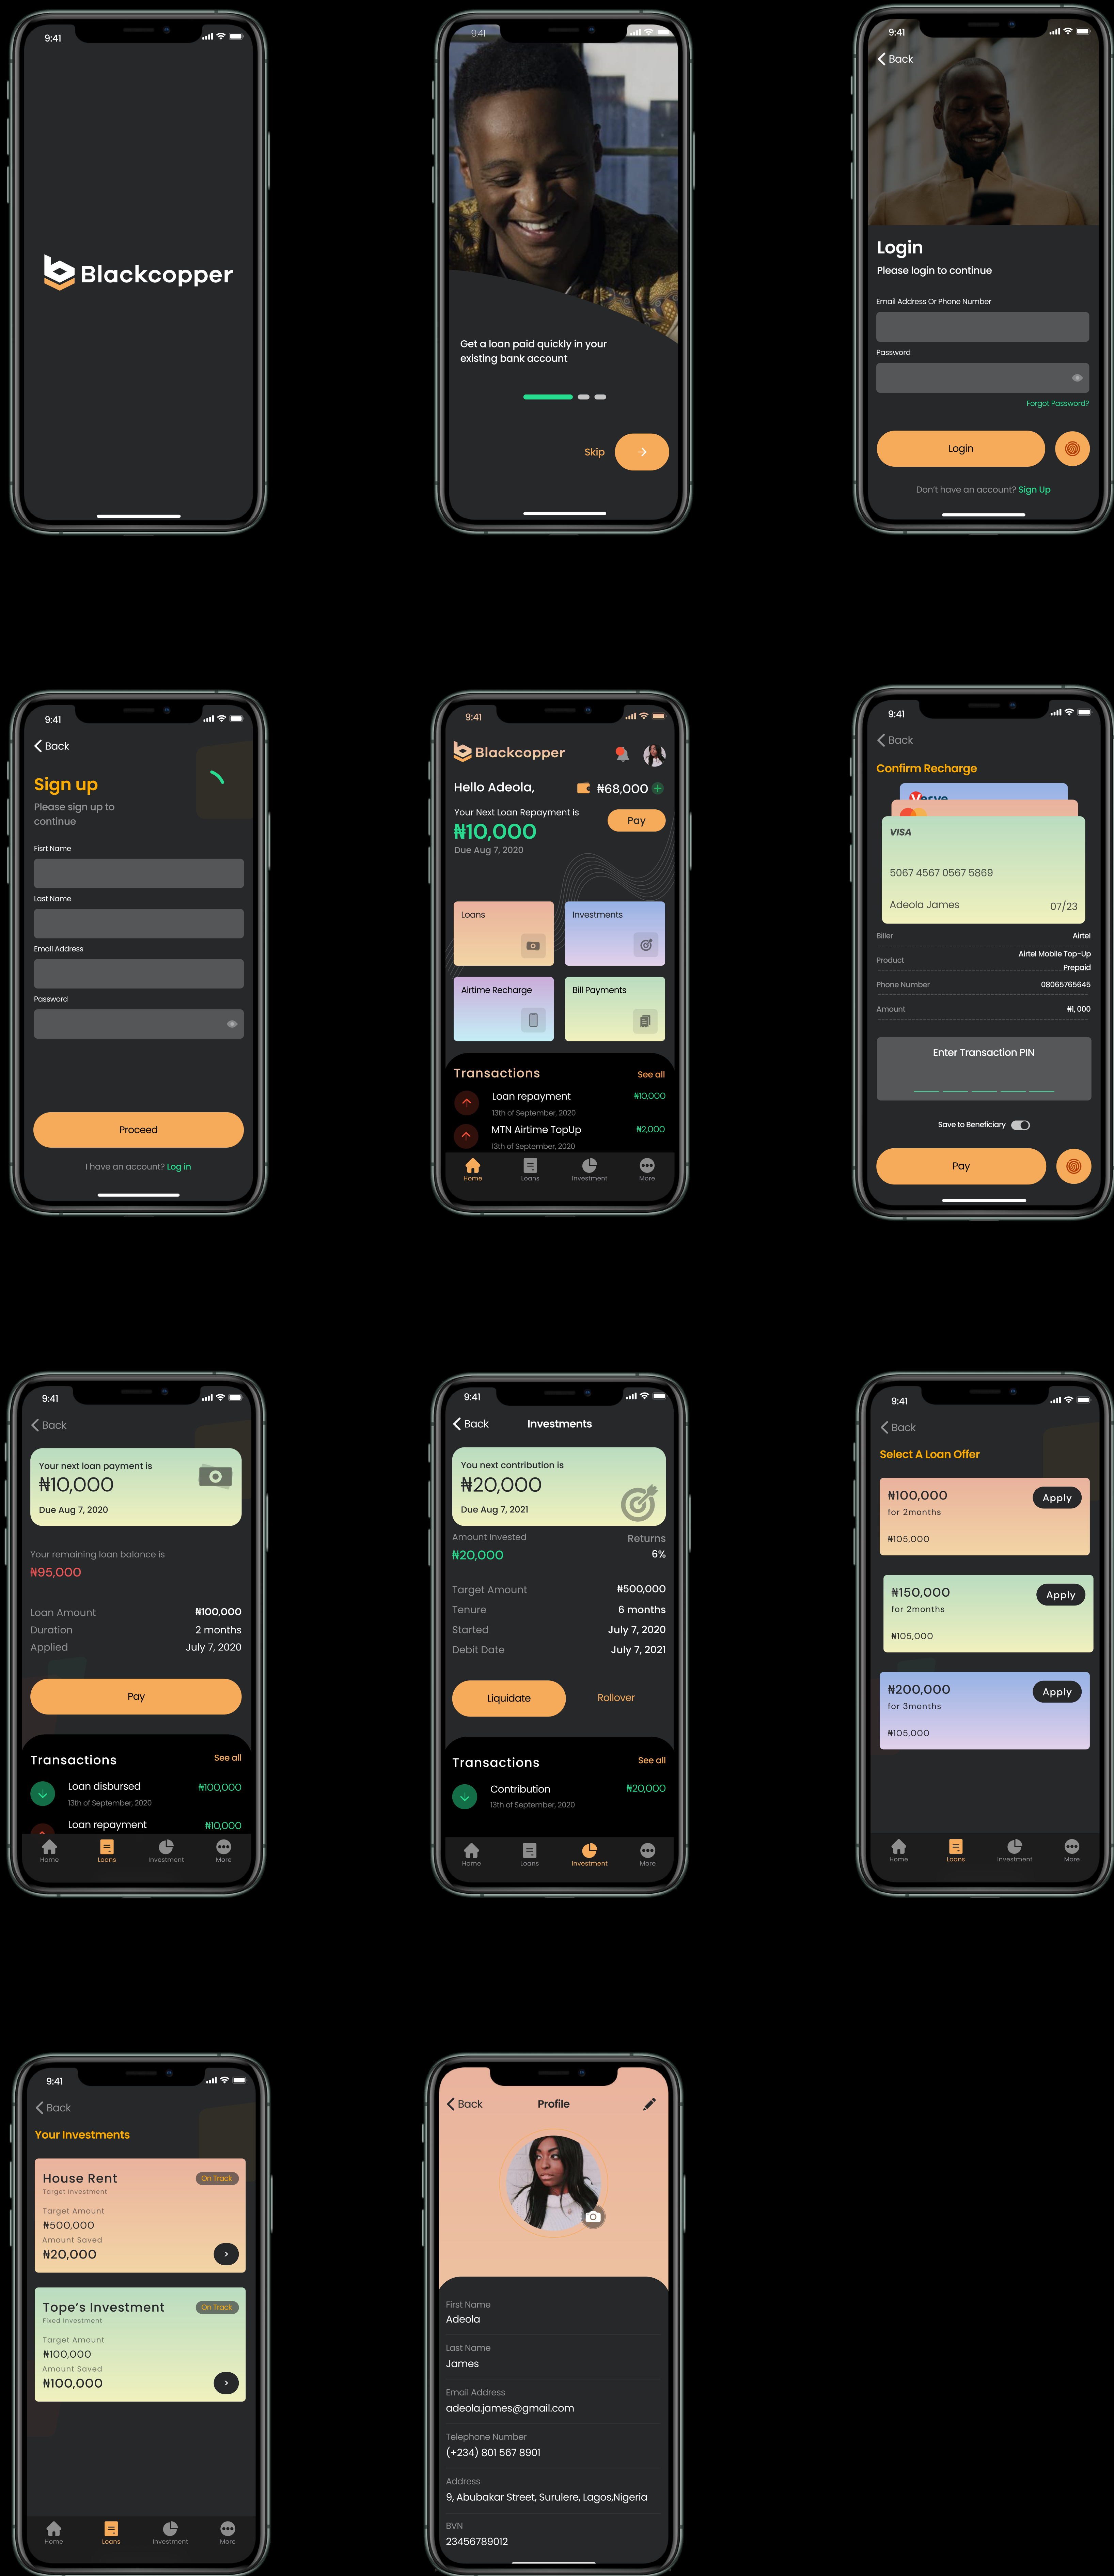 9:41
Blackcopper
9:41
Get a loan paid quickly in your
existing bank account
Skip
9:41
Back
Login
Please login to continue
Email Address Or Phone Number
Password
Forgot Password?
Login
Don't have an account? Sign Up
9:41
Back
Sign up
Please sign up to
continue
Fisrt Name
Last Name
Email Address
Password
Proceed
I have an account? Log in
9:41
Blackcopper
Hello Adeola,
₦68,000
Your Next Loan Repayment is
₦10,000
Pay
Due Aug 7, 2020
Loans
Investments
Airtime Recharge
Bill Payments
Transactions
See all
Loan repayment
₦10,000
13th of September, 2020
MTN Airtime TopUp
₦2,000
13th of September, 2020
Home
Loans
Investment
More
9:41
Back
Confirm Recharge
Verve
VISA
5067 4567 0567 5869
Adeola James
07/23
Biller
Airtel
Product
Airtel Mobile Top-Up
Prepaid
Phone Number
08065765645
Amount
₦1, 000
Enter Transaction PIN
Save to Beneficiary
Pay
9:41
Back
Your next loan payment is
₦10,000
Due Aug 7, 2020
Your remaining loan balance is
₦95,000
Loan Amount
₦100,000
Duration
2 months
Applied
July 7, 2020
Pay
Transactions
See all
Loan disbursed
₦100,000
13th of September, 2020
Loan repayment
₦10,000
Home
Loans
Investment
More
9:41
Back
Investments
You next contribution is
₦20,000
Due Aug 7, 2021
Amount Invested
Returns
₦20,000
6%
Target Amount
₦500,000
Tenure
6 months
Started
July 7, 2020
Debit Date
July 7, 2021
Liquidate
Rollover
Transactions
See all
Contribution
₦20,000
13th of September, 2020
Home
Loans
Investment
More
9:41
Back
Select A Loan Offer
₦100,000
Apply
for 2months
₦105,000
₦150,000
Apply
for 2months
₦105,000
₦200,000
Apply
for 3months
₦105,000
Home
Loans
Investment
More
9:41
Back
Your Investments
House Rent
On Track
Target Investment
Target Amount
₦500,000
Amount Saved
₦20,000
Tope's Investment
On Track
Fixed Investment
Target Amount
₦100,000
Amount Saved
₦100,000
Home
Loans
Investment
More
Back
Profile
First Name
Adeola
Last Name
James
Email Address
adeola.james@gmail.com
Telephone Number
(+234) 801 567 8901
Address
9, Abubakar Street, Surulere, Lagos,Nigeria
BVN
23456789012